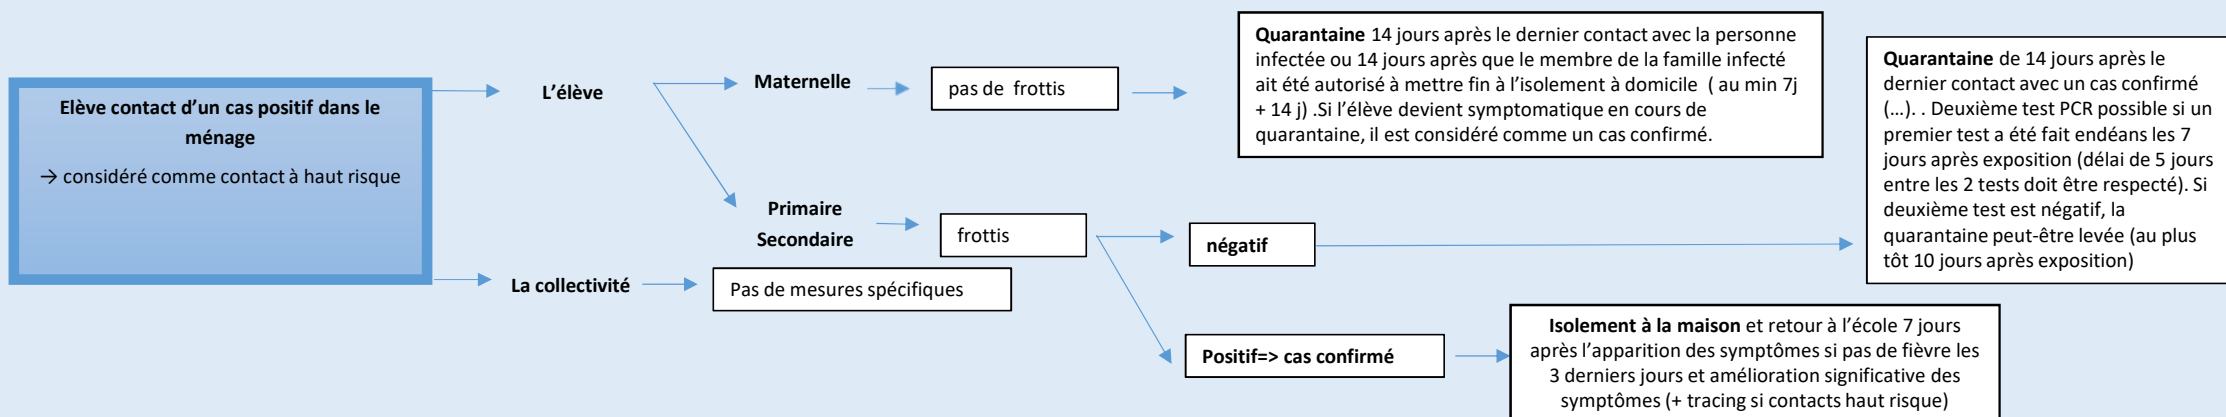 Elève contact d'un cas positif dans le
ménage
→ considéré comme contact à haut risque
L'élève
Maternelle
pas de frottis
Quarantaine 14 jours après le dernier contact avec la personne
infectée ou 14 jours après que le membre de la famille infecté
ait été autorisé à mettre fin à l'isolement à domicile ( au min 7j
+ 14 j) .Si l'élève devient symptomatique en cours de
quarantaine, il est considéré comme un cas confirmé.
Primaire
Secondaire
frottis
négatif
Quarantaine de 14 jours après le
dernier contact avec un cas confirmé
(...). . Deuxième test PCR possible si un
premier test a été fait endéans les 7
jours après exposition (délai de 5 jours
entre les 2 tests doit être respecté). Si
deuxième test est négatif, la
quarantaine peut-être levée (au plus
tôt 10 jours après exposition)
Positif=> cas confirmé
Isolement à la maison et retour à l'école 7 jours
après l'apparition des symptômes si pas de fièvre les
3 derniers jours et amélioration significative des
symptômes (+ tracing si contacts haut risque)
La collectivité
Pas de mesures spécifiques